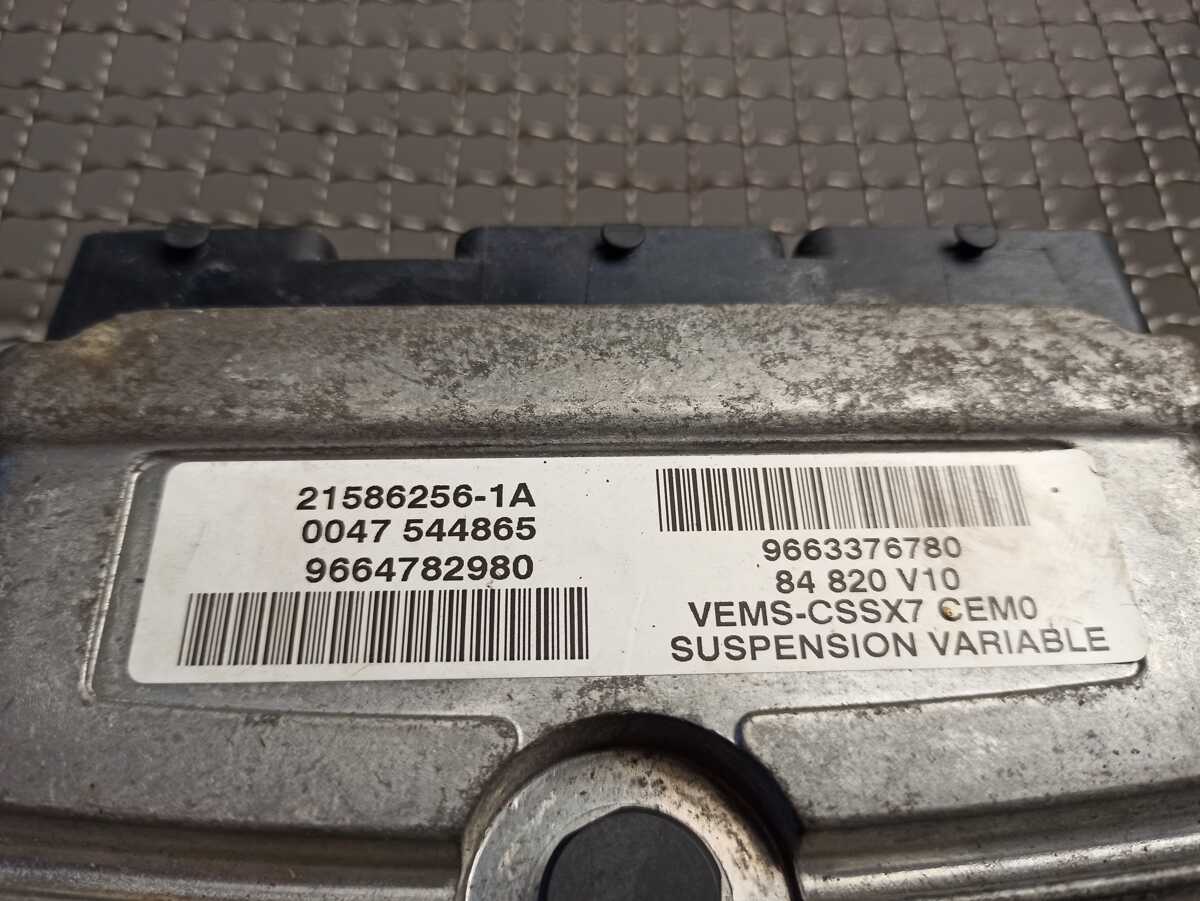 21586256-1A
0047 544865
9664782980
9663376780
84 820 V10
VEMS-CSSX7 CEM0
SUSPENSION VARIABLE